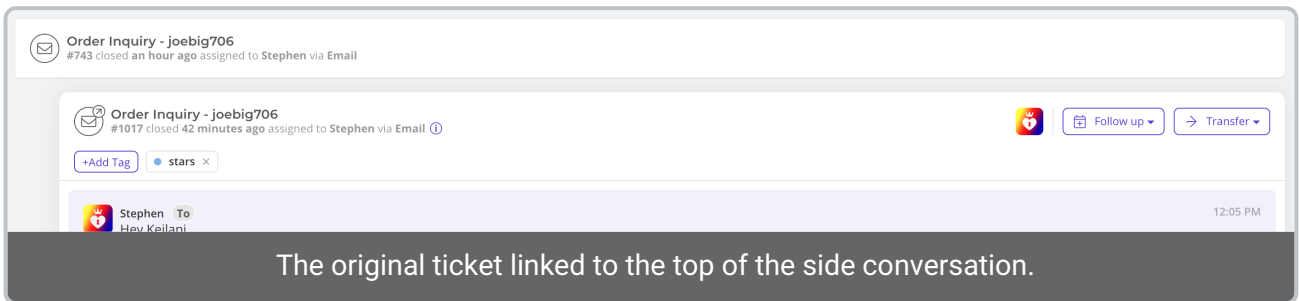 Order Inquiry - joebig706
#743 closed an hour ago assigned to Stephen via Email
Order Inquiry - joebig706
#1017 closed 42 minutes ago assigned to Stephen via Email
Follow up
Transfer
+Add Tag
stars ×
Stephen To
12:05 PM
Hey Keilani
The original ticket linked to the top of the side conversation.